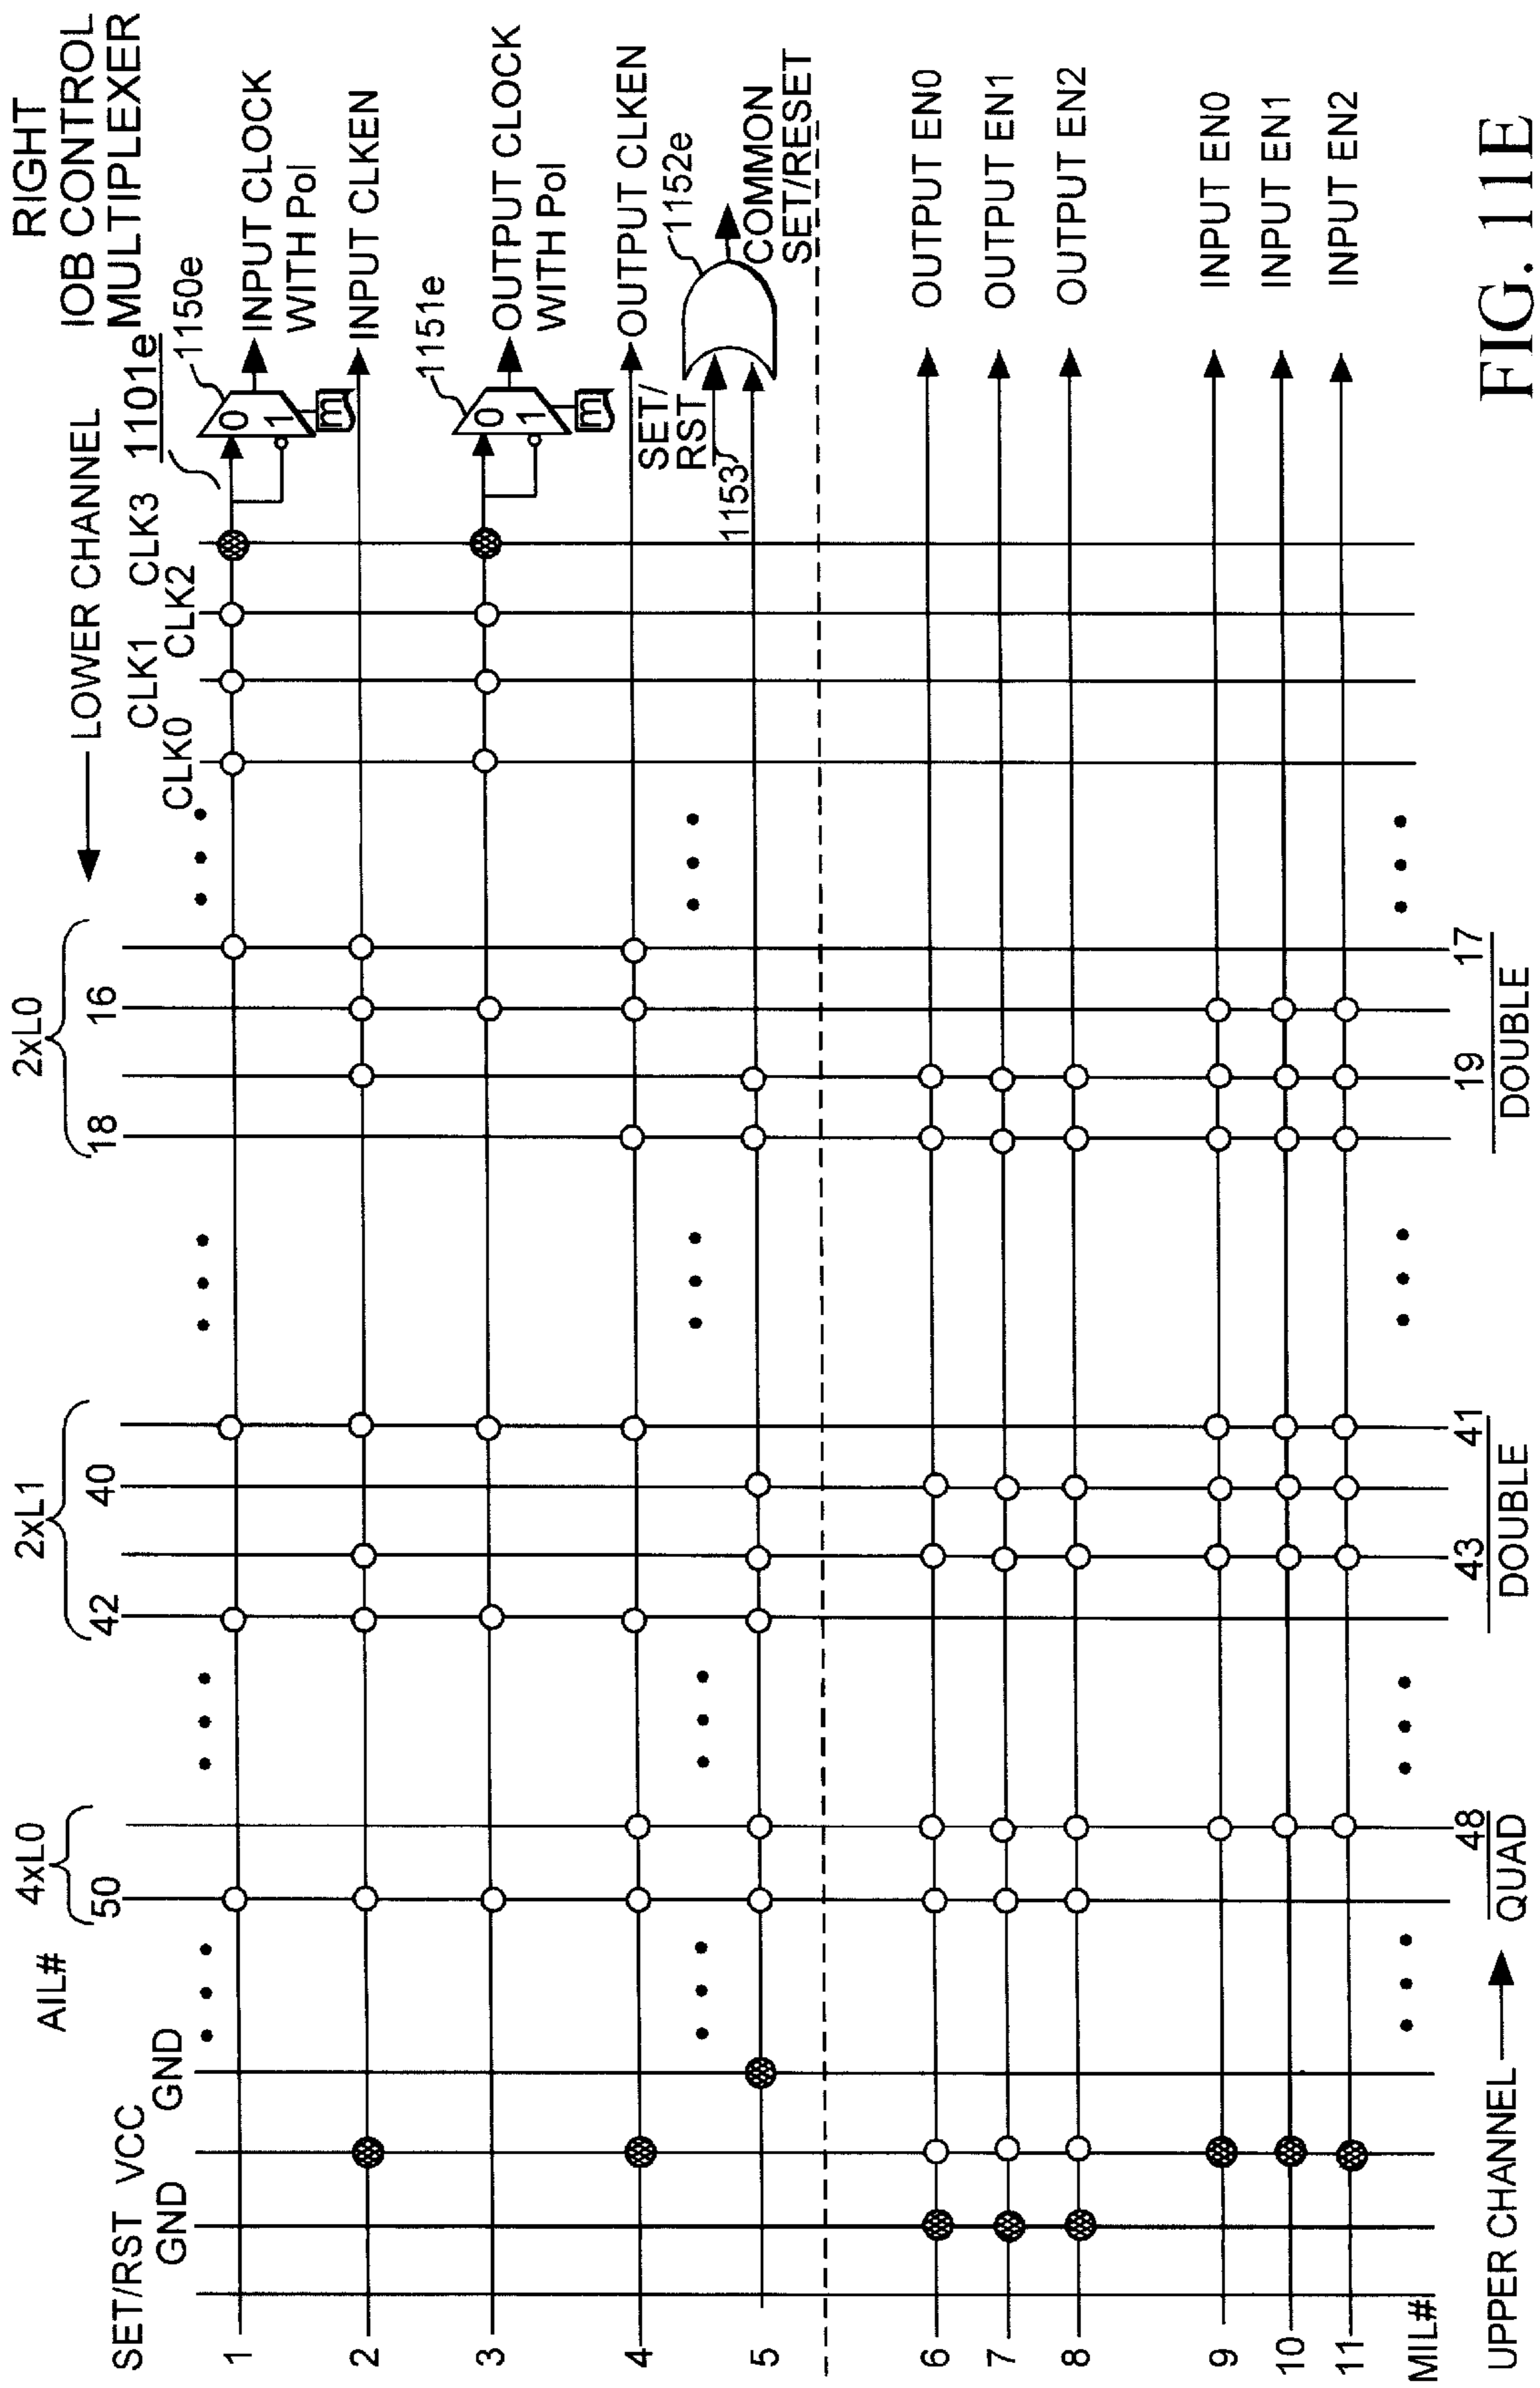 RIGHT
IOB CONTROL
MULTIPLEXER
1101e
LOWER CHANNEL
AIL#
4xL0
50
2xL1
42
40
2xL0
18
16
SET/RST
GND
VCC
GND
CLK0
CLK1
CLK2
CLK3
1150e
0
1
m
INPUT CLOCK
WITH Pol
INPUT CLKEN
1151e
0
1
m
OUTPUT CLOCK
WITH Pol
OUTPUT CLKEN
SET/
RST
1153
1152e
COMMON
SET/RESET
OUTPUT EN0
OUTPUT EN1
OUTPUT EN2
INPUT EN0
INPUT EN1
INPUT EN2
1
2
3
4
5
6
7
8
9
10
11
MIL#
48
QUAD
43
41
DOUBLE
19
17
DOUBLE
UPPER CHANNEL
FIG. 11E